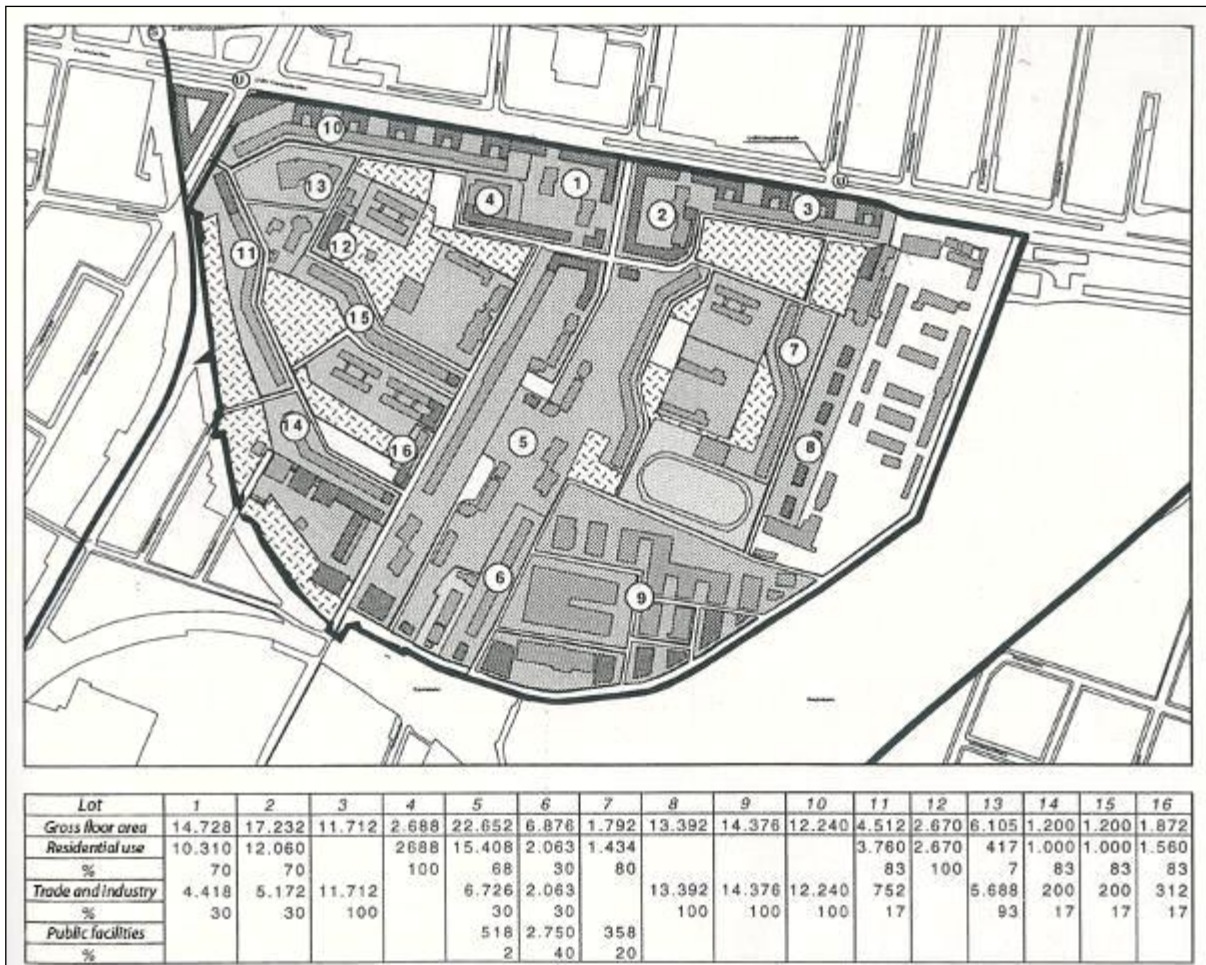 S
U
10
1
13
4
2
3
U
12
11
15
7
14
5
16
8
6
9
Lot 1 2 3 4 5 6 7 8 9 10 11 12 13 14 15 16
Gross floor area 14.728 17.232 11.712 2.688 22.652 6.876 1.792 13.392 14.376 12.240 4.512 2.670 6.105 1.200 1.200 1.872
Residential use 10.310 12.060 2688 15.408 2.063 1.434 3.760 2.670 417 1.000 1.000 1.560
% 70 70 100 68 30 80 83 100 7 83 83 83
Trade and industry 4.418 5.172 11.712 6.726 2.063 13.392 14.376 12.240 752 5.688 200 200 312
% 30 30 100 30 30 100 100 100 17 93 17 17 17
Public facilities 518 2.750 358
% 2 40 20